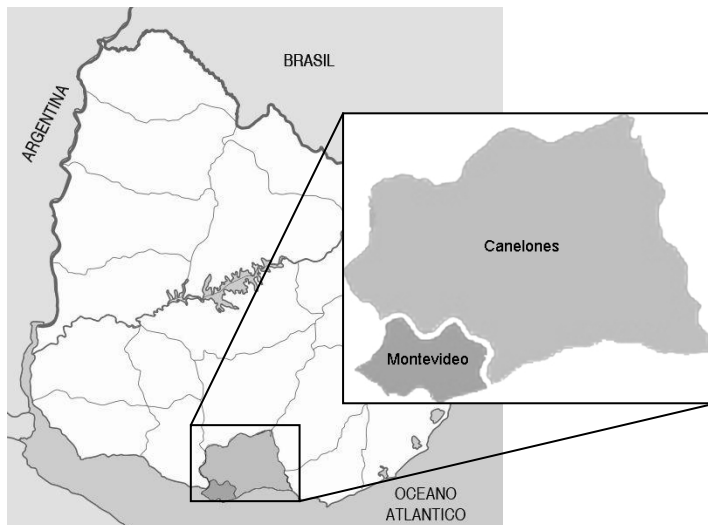 BRASIL
ARGENTINA
Canelones
Montevideo
OCEANO
ATLANTICO